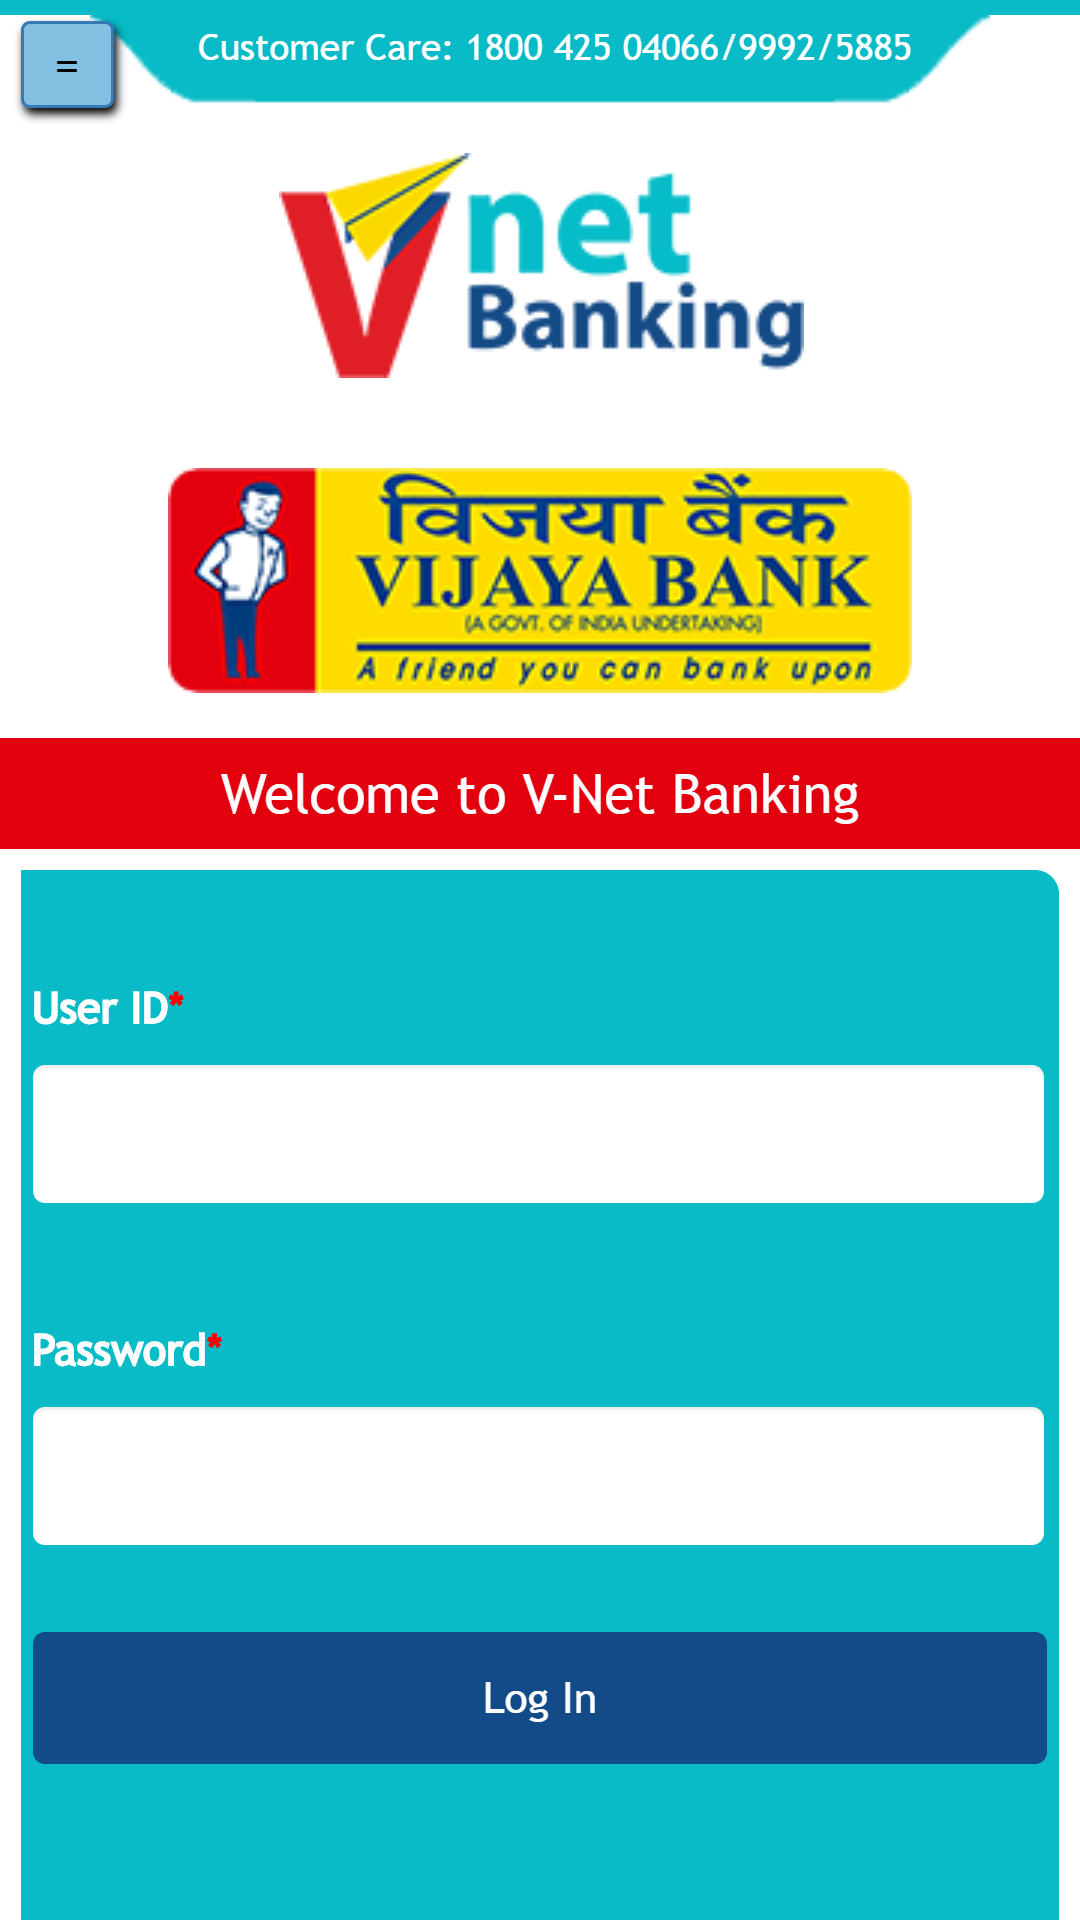 =
Customer Care: 1800 425 04066/9992/5885
V net
Banking
विजया बैंक
VIJAYA BANK
(A GOVT. OF INDIA UNDERTAKING)
A friend you can bank upon
Welcome to V-Net Banking
User ID*
Password*
Log In